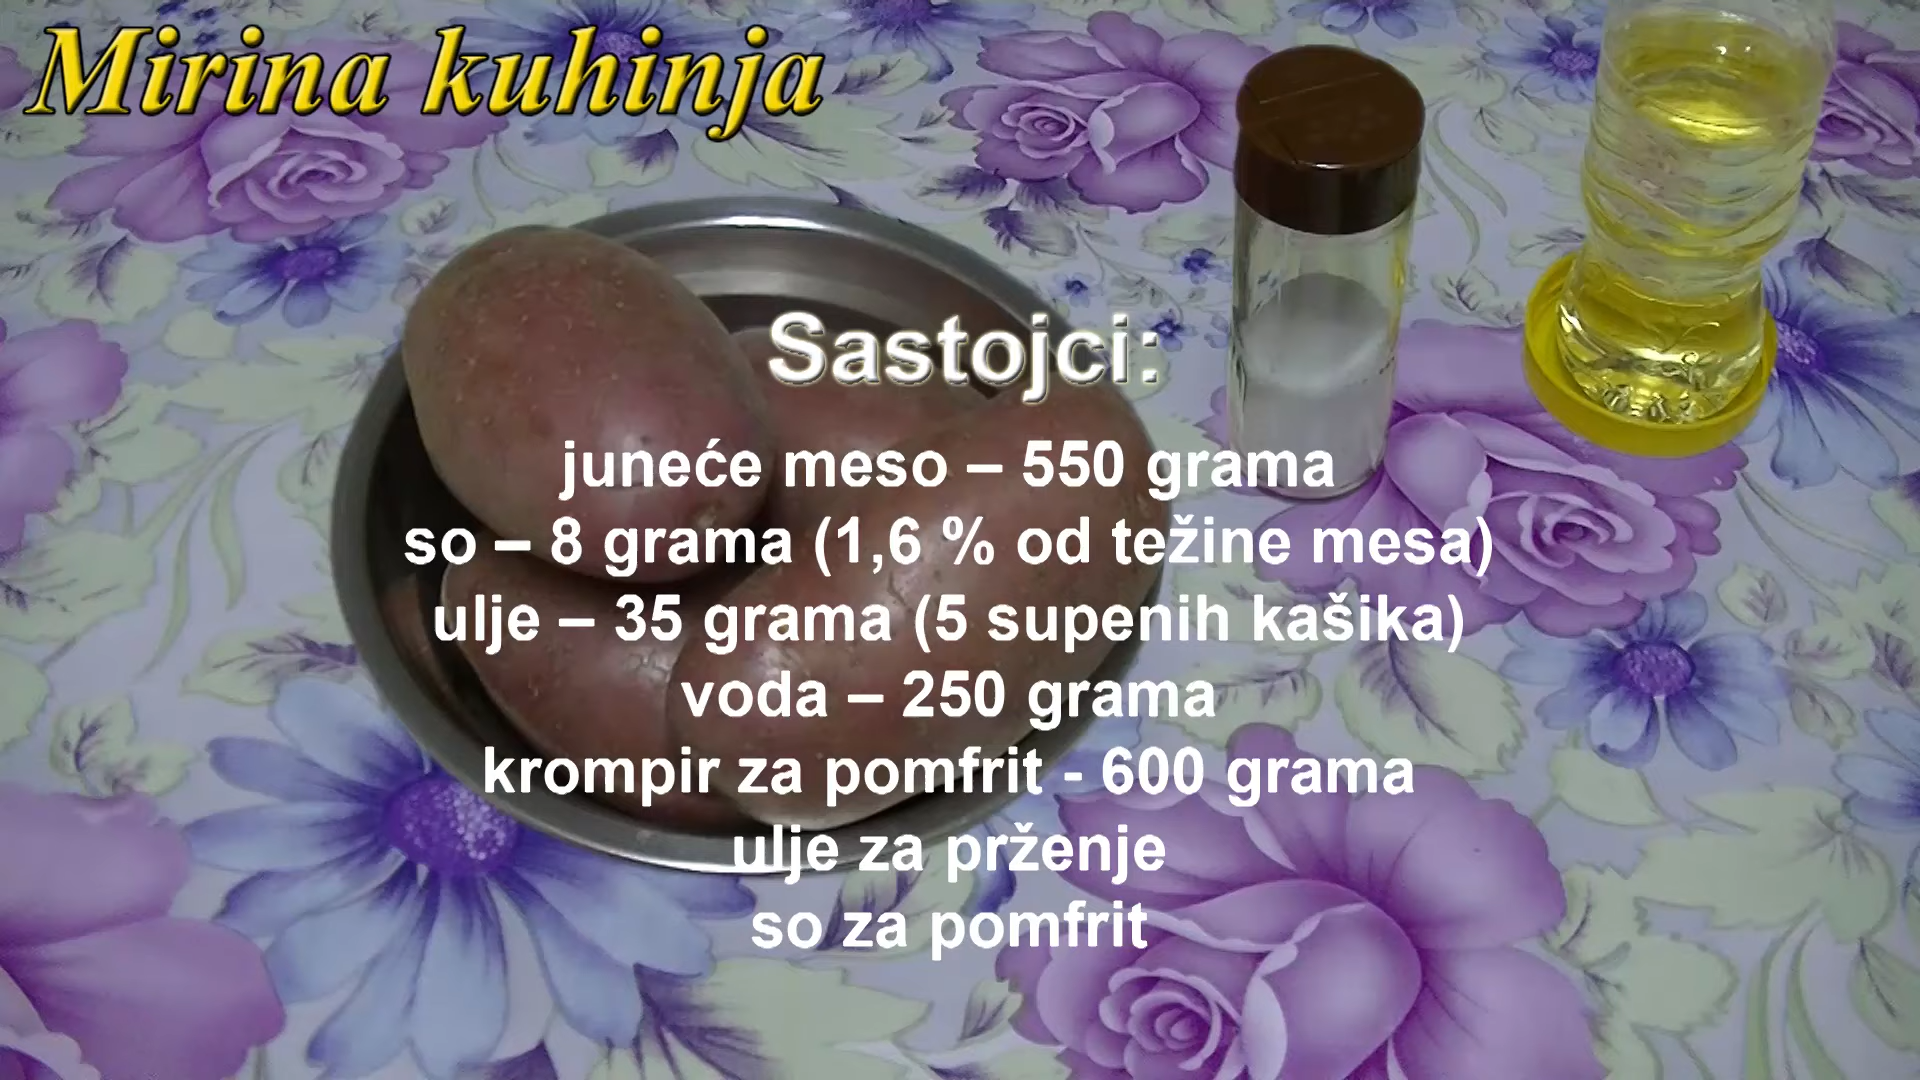 Mirina kuhinja
Sastojci:
juneće meso – 550 grama
so – 8 grama (1,6 % od težine mesa)
ulje – 35 grama (5 supenih kašika)
voda – 250 grama
krompir za pomfrit - 600 grama
ulje za prženje
so za pomfrit